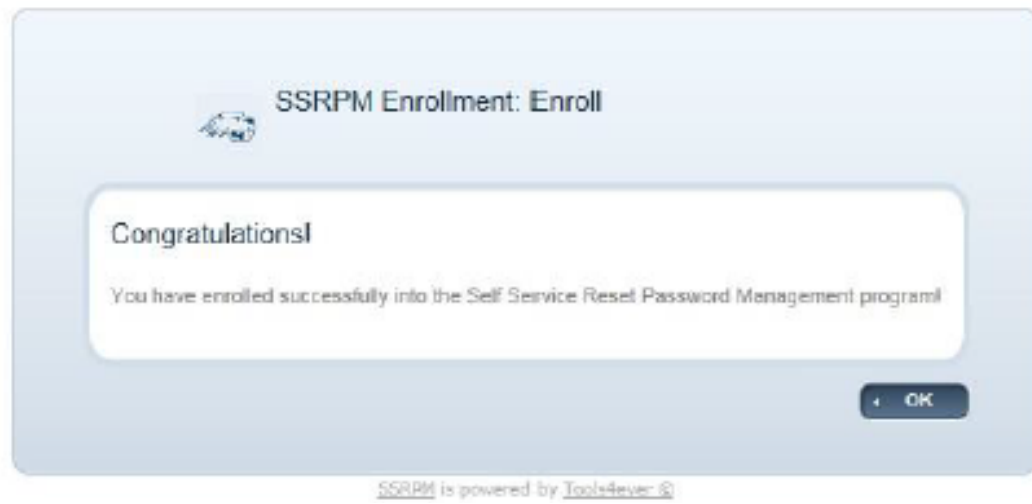 SSRPM Enrollment: Enroll
Congratulations!
You have enrolled successfully into the Self Service Reset Password Management program!
OK
SSRPM is powered by Tools4ever ©